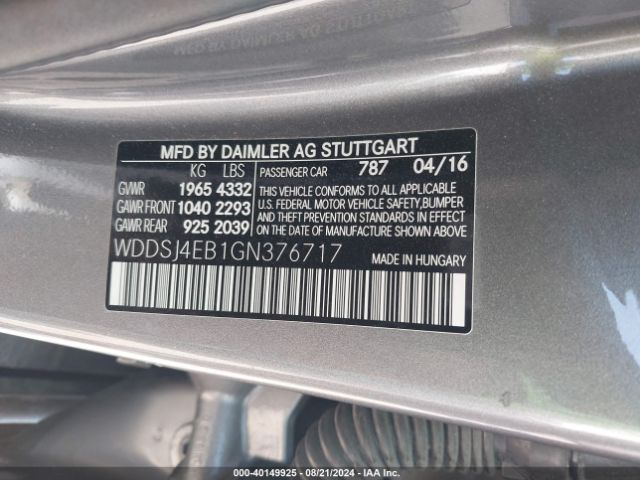 MFD BY DAIMLER AG STUTTGART
KG LBS PASSENGER CAR 787 04/16
GVWR 1965 4332 THIS VEHICLE CONFORMS TO ALL APPLICABLE
GAWR FRONT 1040 2293 U.S. FEDERAL MOTOR VEHICLE SAFETY, BUMPER
GAWR REAR 925 2039 AND THEFT PREVENTION STANDARDS IN EFFECT
ON THE DATE OF MANUFACTURE SHOWN ABOVE.
WDDSJ4EB1GN376717 MADE IN HUNGARY
000-40149925 - 08/21/2024 - IAA Inc.